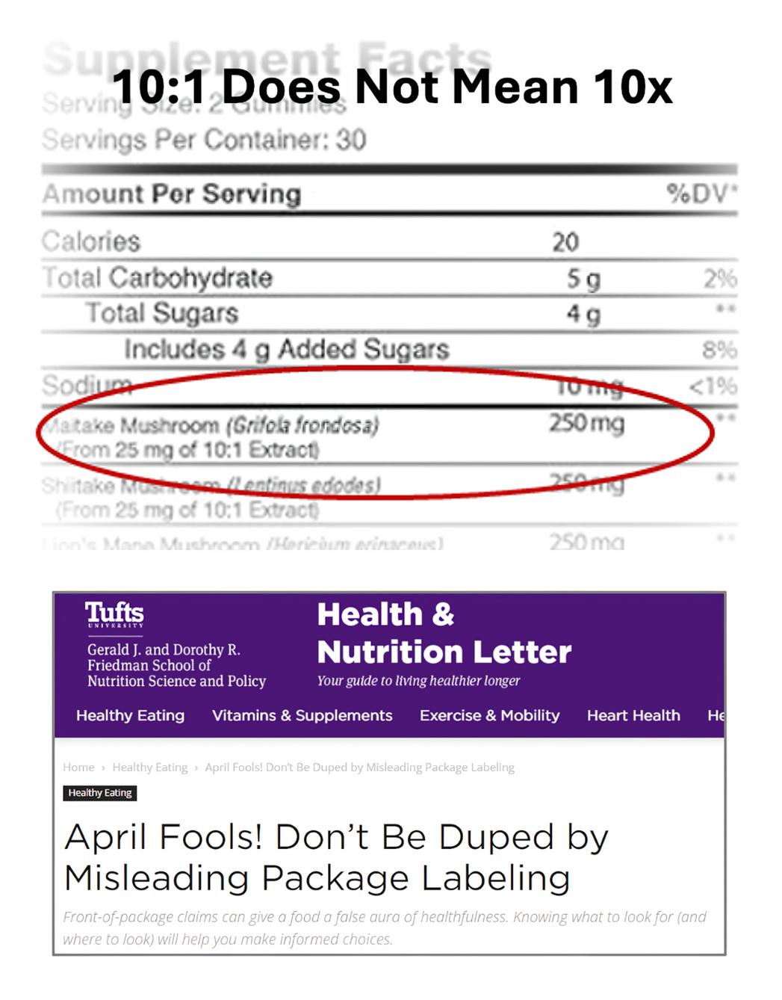 Supplement Facts
10:1 Does Not Mean 10x
Serving Size: 2 Gummies
Servings Per Container: 30
Amount Per Serving %DV*
Calories 20
Total Carbohydrate 5 g 2%
Total Sugars 4 g **
Includes 4 g Added Sugars 8%
Sodium 10 mg <1%
Maitake Mushroom (Grifola frondosa) 250 mg **
(From 25 mg of 10:1 Extract)
Shiitake Mushroom (Lentinus edodes) 250 mg **
(From 25 mg of 10:1 Extract)
Lion's Mane Mushroom (Hericium erinaceus) 250 mg **
Tufts
UNIVERSITY
Gerald J. and Dorothy R.
Friedman School of
Nutrition Science and Policy
Health &
Nutrition Letter
Your guide to living healthier longer
Healthy Eating Vitamins & Supplements Exercise & Mobility Heart Health He
Home › Healthy Eating › April Fools! Don't Be Duped by Misleading Package Labeling
Healthy Eating
April Fools! Don't Be Duped by
Misleading Package Labeling
Front-of-package claims can give a food a false aura of healthfulness. Knowing what to look for (and
where to look) will help you make informed choices.